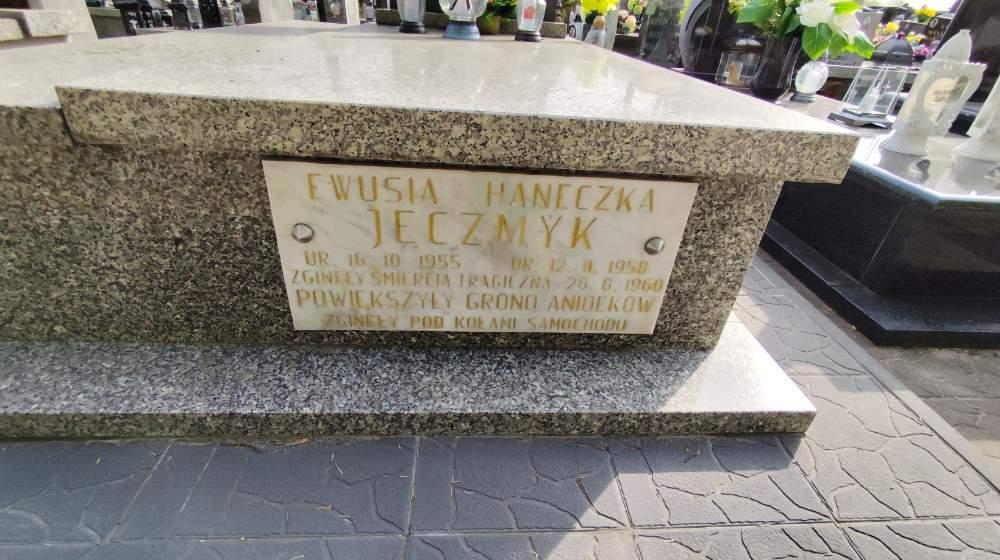 EWUSIA HANECZKA
JĘCZMYK
UR. 16. 10 1955 UR. 12. 11. 1958
ZGINĘŁY ŚMIERCIĄ TRAGICZNĄ 26. 6. 1960
POWIĘKSZYŁY GRONO ANIOŁKÓW
ZGINĘŁY POD KOŁAMI SAMOCHODU